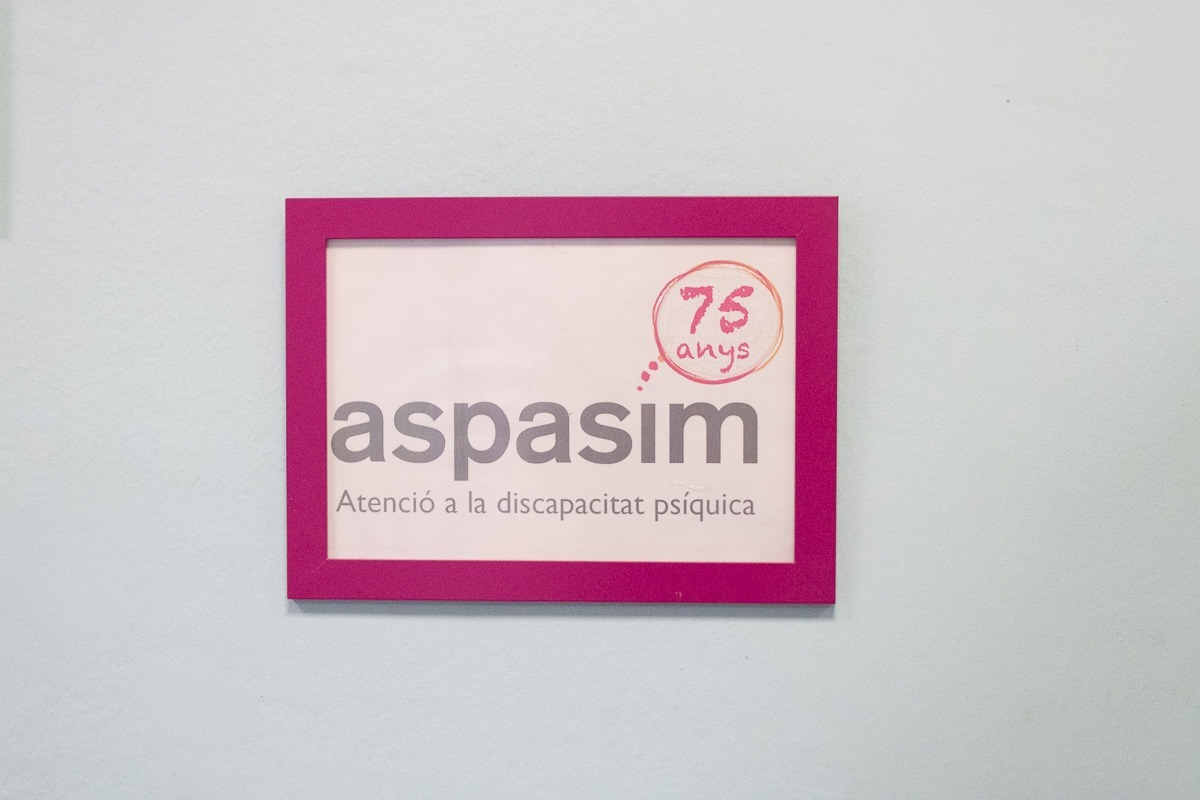 75
anys
aspasim
Atenció a la discapacitat psíquica